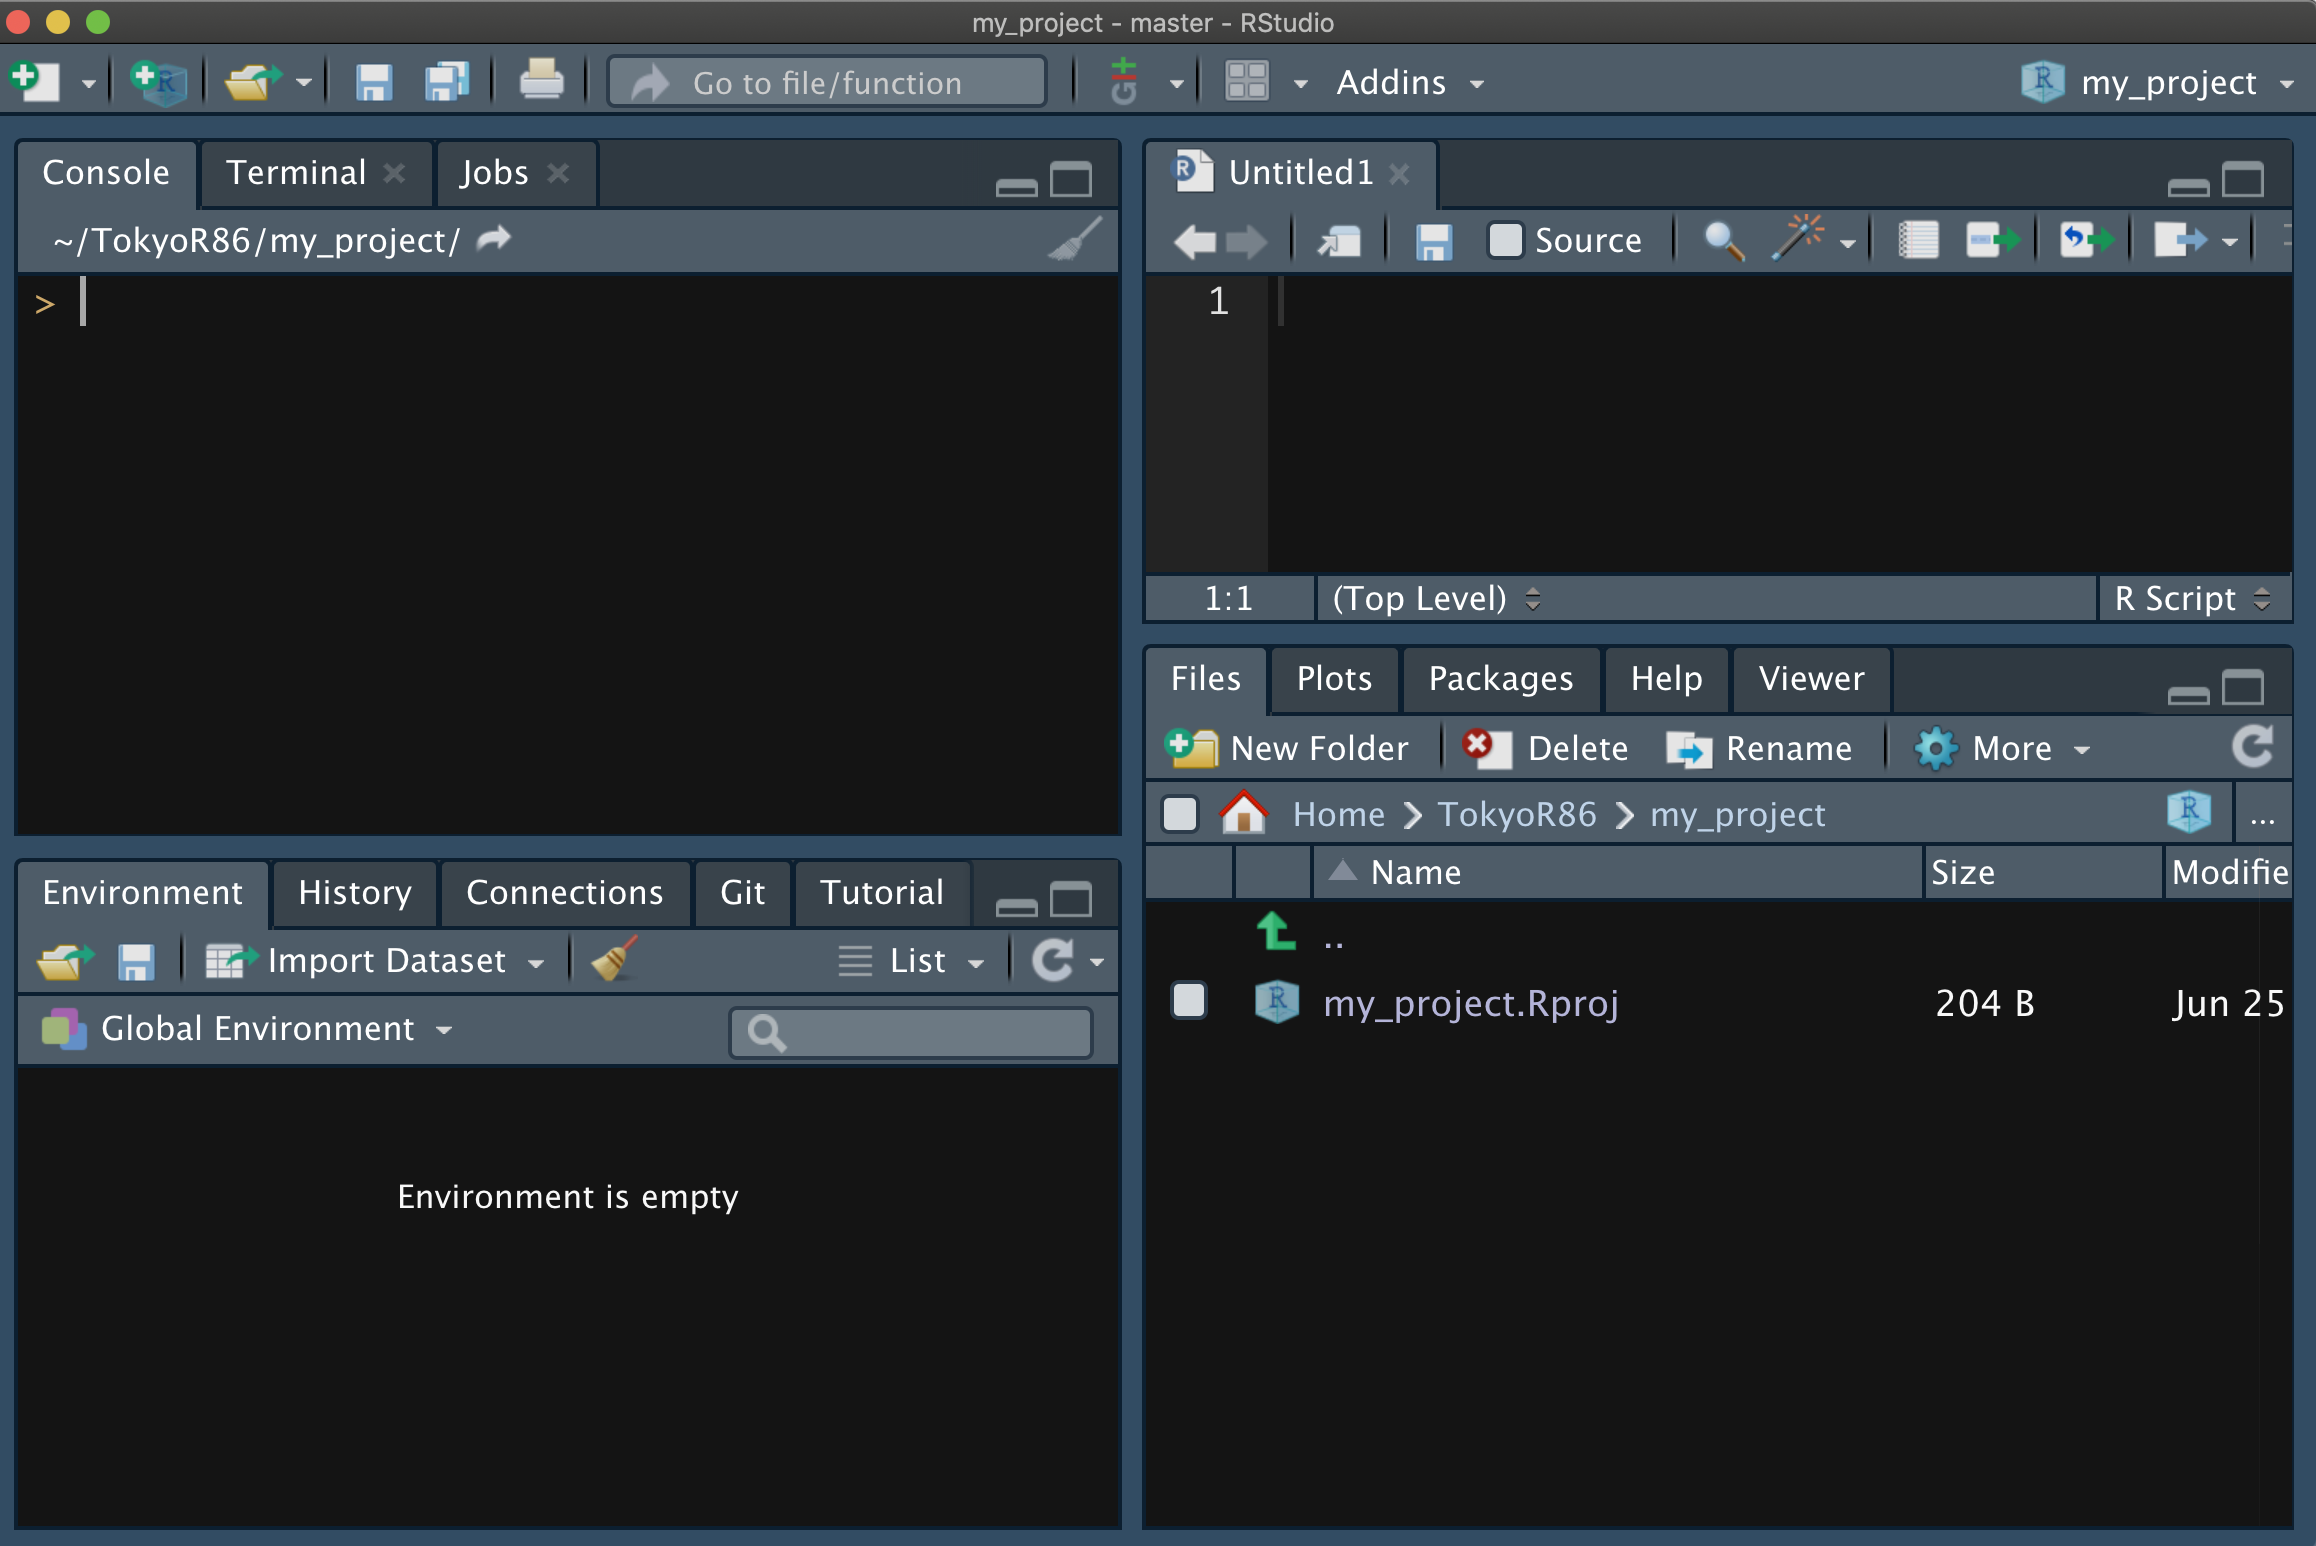 my_project - master - RStudio
Go to file/function
Git
Addins
my_project
Console
Terminal
Jobs
~/TokyoR86/my_project/
>
Untitled1
Source
1
1:1
(Top Level)
R Script
Environment
History
Connections
Git
Tutorial
Import Dataset
List
Global Environment
Environment is empty
Files
Plots
Packages
Help
Viewer
New Folder
Delete
Rename
More
Home
TokyoR86
my_project
...
Name
Size
Modifie
..
my_project.Rproj
204 B
Jun 25